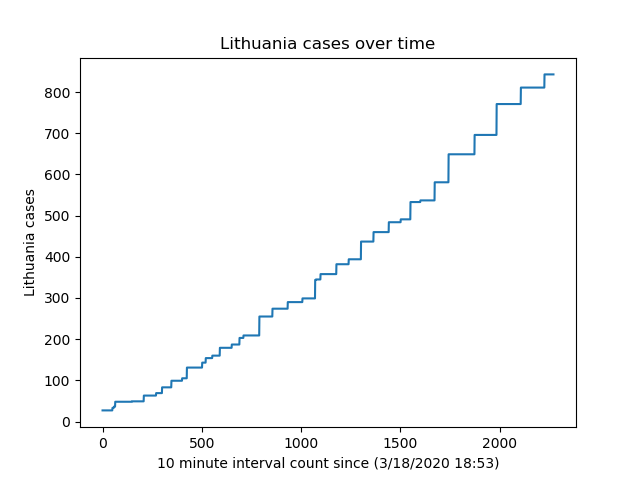 Lithuania cases over time
Lithuania cases
800
700
600
500
400
300
200
100
0
0 500 1000 1500 2000
10 minute interval count since (3/18/2020 18:53)